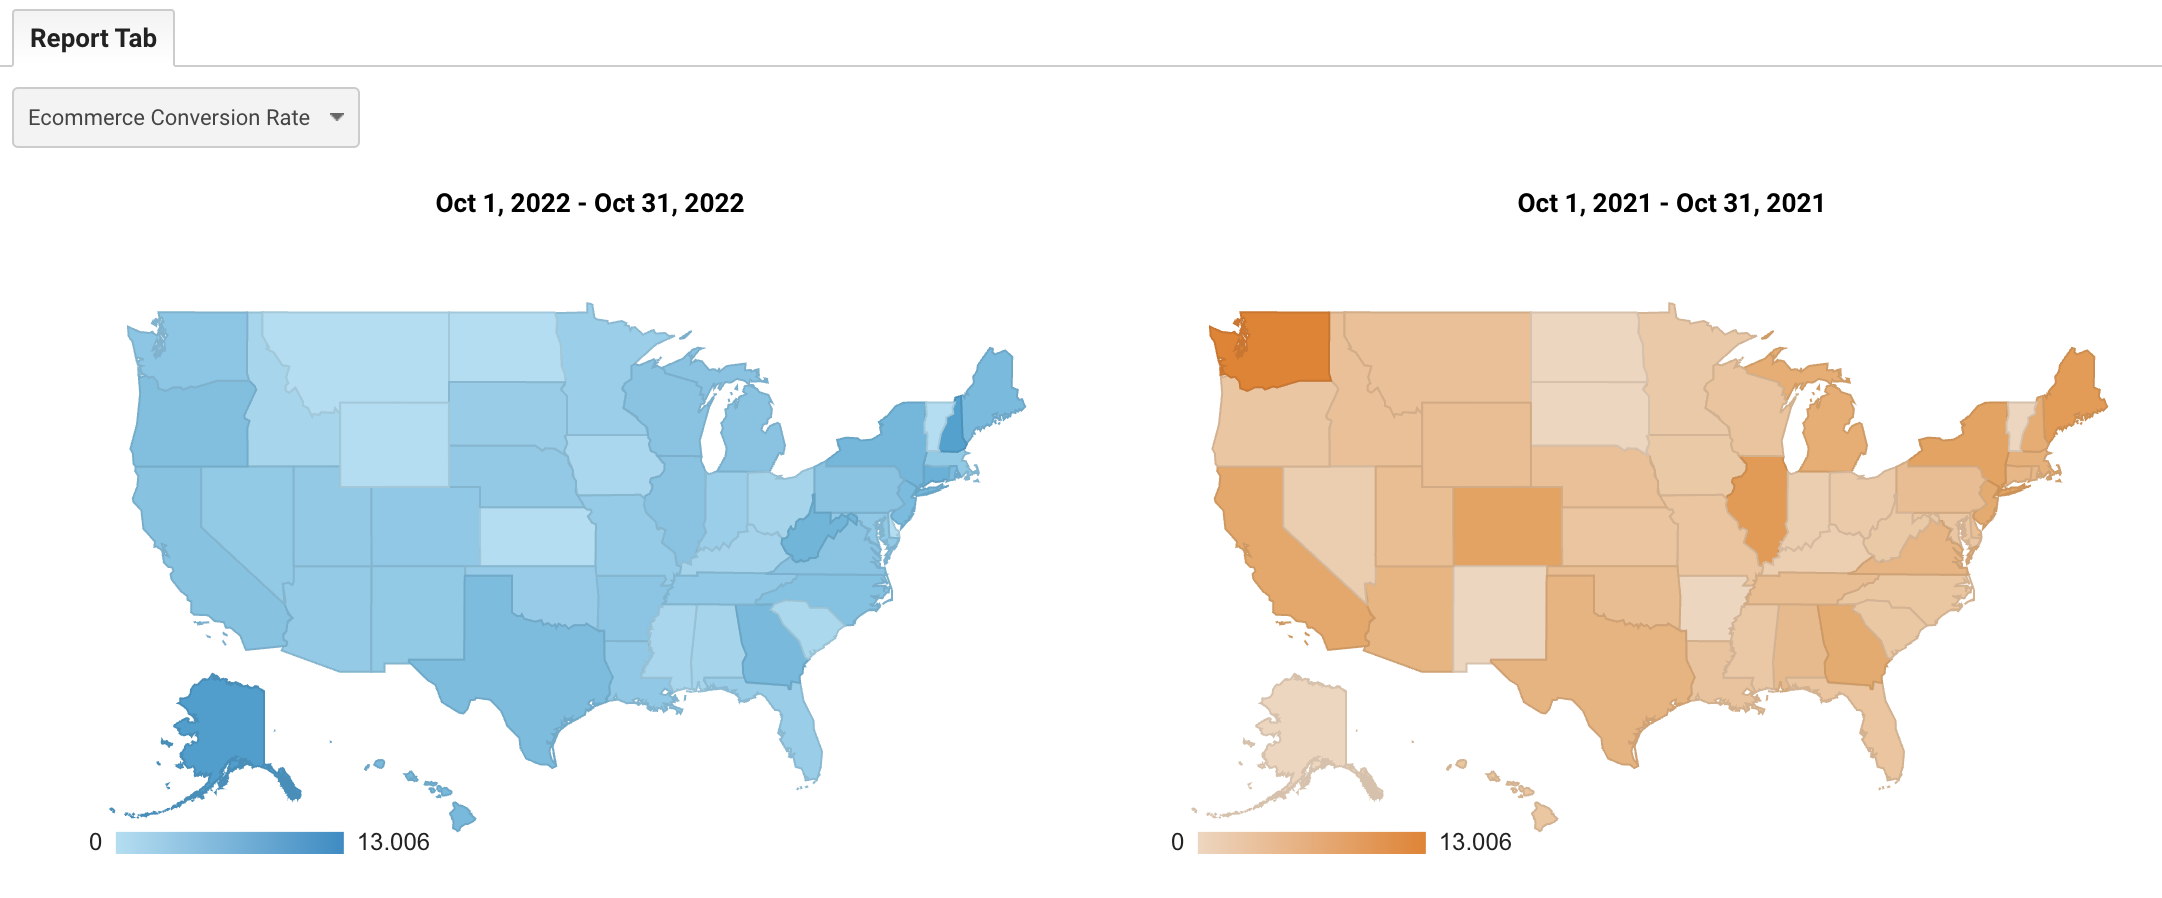 Report Tab
Ecommerce Conversion Rate
Oct 1, 2022 - Oct 31, 2022
Oct 1, 2021 - Oct 31, 2021
0 13.006
0 13.006